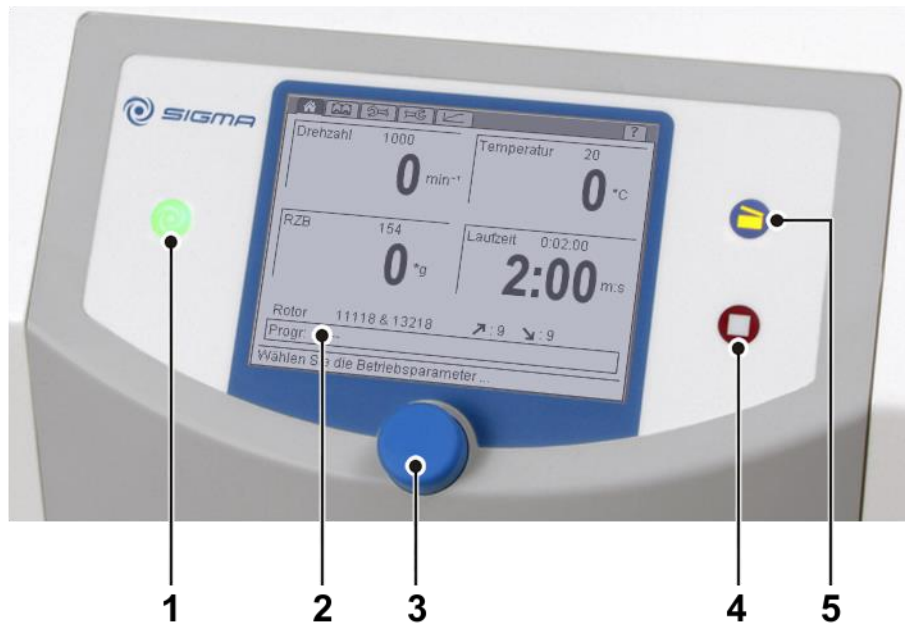 SIGMA
?
Drehzahl 1000
0 min⁻¹
Temperatur 20
0 °C
RZB 154
0 *g
Laufzeit 0:02:00
2:00 m:s
Rotor 11118 & 13218 : 9 : 9
Progr:
Wählen Sie die Betriebsparameter ...
1 2 3 4 5